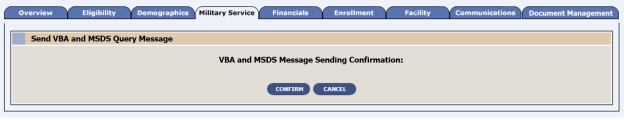 Overview Eligibility Demographics Military Service Financials Enrollment Facility Communications Document Management
Send VBA and MSDS Query Message
VBA and MSDS Message Sending Confirmation:
CONFIRM CANCEL